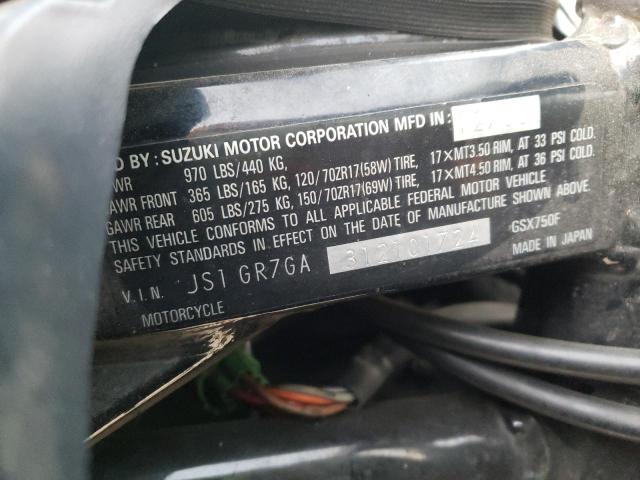 D BY : SUZUKI MOTOR CORPORATION MFD IN :
WR 970 LBS/440 KG,
AWR FRONT 365 LBS/165 KG, 120/70ZR17(58W) TIRE, 17×MT3.50 RIM, AT 33 PSI COLD.
GAWR REAR 605 LBS/275 KG, 150/70ZR17(69W) TIRE, 17×MT4.50 RIM, AT 36 PSI COLD.
THIS VEHICLE CONFORMS TO ALL APPLICABLE FEDERAL MOTOR VEHICLE
SAFETY STANDARDS IN EFFECT ON THE DATE OF MANUFACTURE SHOWN ABOVE.
V. I. N. JS1 GR7GA 312101724 GSX750F
MOTORCYCLE MADE IN JAPAN